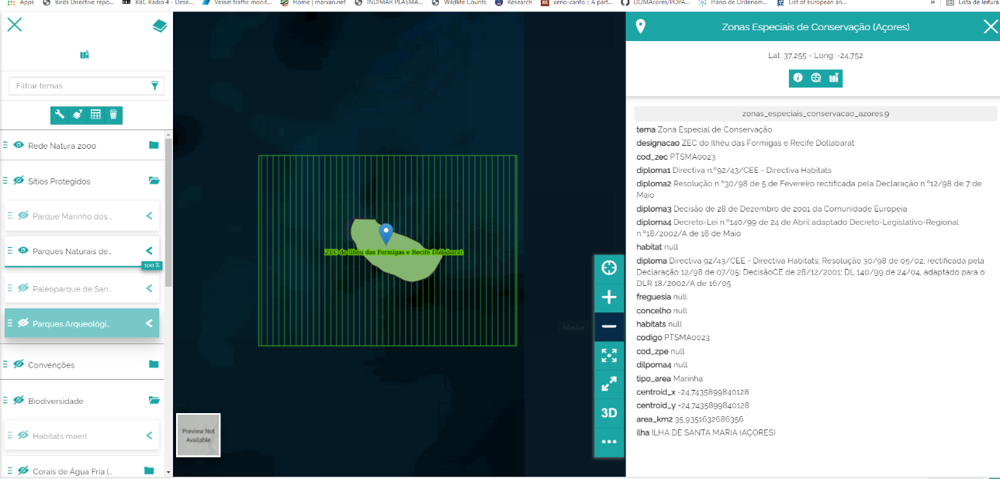 Apps Birds Directive repo... BBC Radio 4 - Dese... Vessel traffic monit... Home | marxan.net INDIMAR PLASMA... Wildlife Counts Research xeno-canto :: A part... DOMAcores/POPA... Plano de Ordenam... List of European an... » Lista de leitura
Filtrar temas
Rede Natura 2000
Sítios Protegidos
Parque Marinho dos ...
Parques Naturais de...
100 %
Paleoparque de San...
Parques Arqueológi...
Convenções
Biodiversidade
Habitats maerl
Corais de Água Fria (...
ZEC do Ilhéu das Formigas e Recife Dollabarat
Afastar
3D
Preview Not
Available
Zonas Especiais de Conservação (Açores)
Lat: 37,255 - Long: -24,752
zonas_especiais_conservacao_azores.9
tema Zona Especial de Conservação
designacao ZEC do Ilhéu das Formigas e Recife Dollabarat
cod_zec PTSMA0023
diploma1 Directiva n.º92/43/CEE - Directiva Habitats
diploma2 Resolução n.º30/98 de 5 de Fevereiro rectificada pela Declaração n.º12/98 de 7 de
Maio
diploma3 Decisão de 28 de Dezembro de 2001 da Comunidade Europeia
diploma4 Decreto-Lei n.º140/99 de 24 de Abril adaptado Decreto-Legislativo-Regional
n.º18/2002/A de 16 de Maio
habitat null
diploma Directiva 92/43/CEE - Directiva Habitats; Resolução 30/98 de 05/02, rectificada pela
Declaração 12/98 de 07/05; DecisãoCE de 28/12/2001; DL 140/99 de 24/04, adaptado para o
DLR 18/2002/A de 16/05
freguesia null
concelho null
habitats null
codigo PTSMA0023
cod_zpe null
dilpoma4 null
tipo_area Marinha
centroid_x -24,7435899840128
centroid_y -24,7435899840128
area_km2 35,9351632686356
ilha ILHA DE SANTA MARIA (AÇORES)